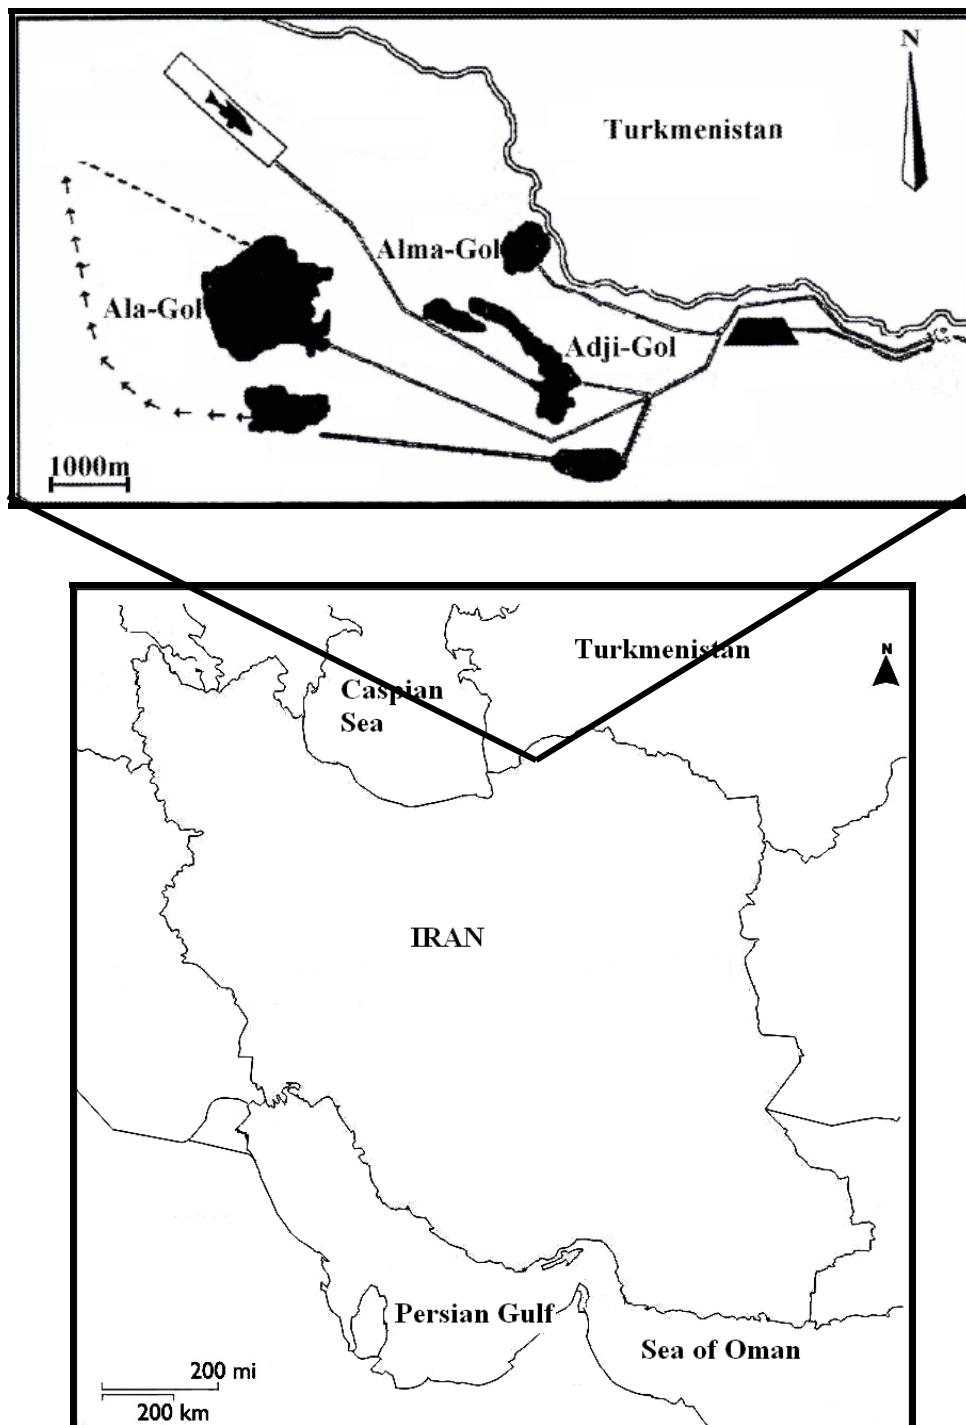 N
Turkmenistan
Alma-Gol
Ala-Gol
Adji-Gol
1000m
Turkmenistan
N
Caspian
Sea
IRAN
Persian Gulf
Sea of Oman
200 mi
200 km